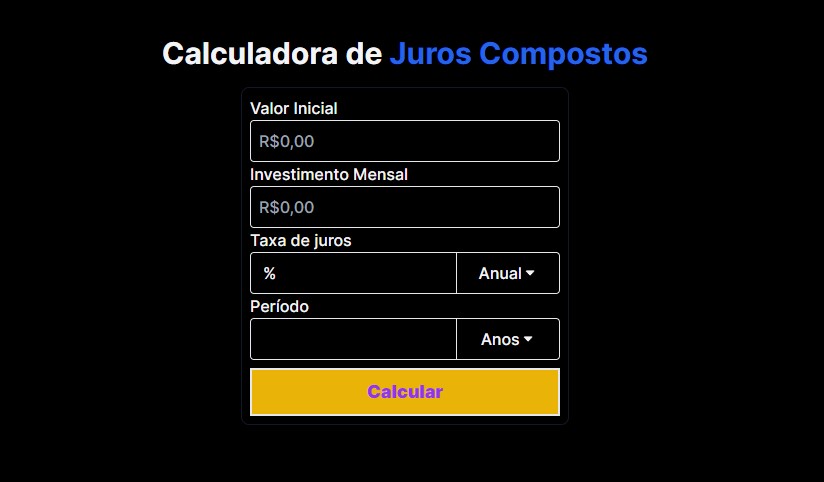 Calculadora de Juros Compostos
Valor Inicial
R$0,00
Investimento Mensal
R$0,00
Taxa de juros
% Anual
Período
Anos
Calcular